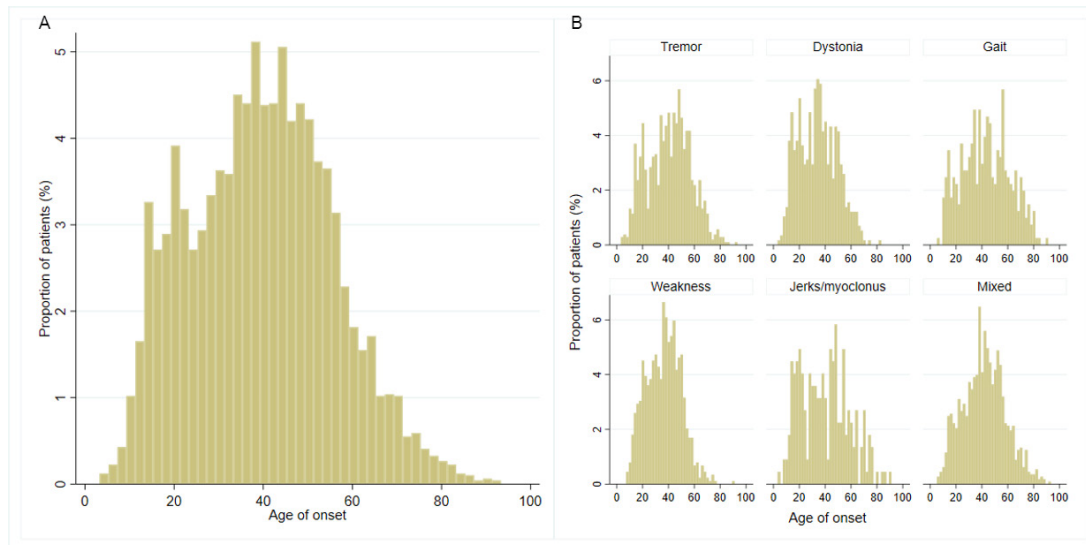 A
Proportion of patients (%)
5
4
3
2
1
0
0 20 40 60 80 100
Age of onset
B
Proportion of patients (%)
Tremor Dystonia Gait
6
4
2
0
0 20 40 60 80 100 0 20 40 60 80 100 0 20 40 60 80 100
Weakness Jerks/myoclonus Mixed
6
4
2
0
0 20 40 60 80 100 0 20 40 60 80 100 0 20 40 60 80 100
Age of onset